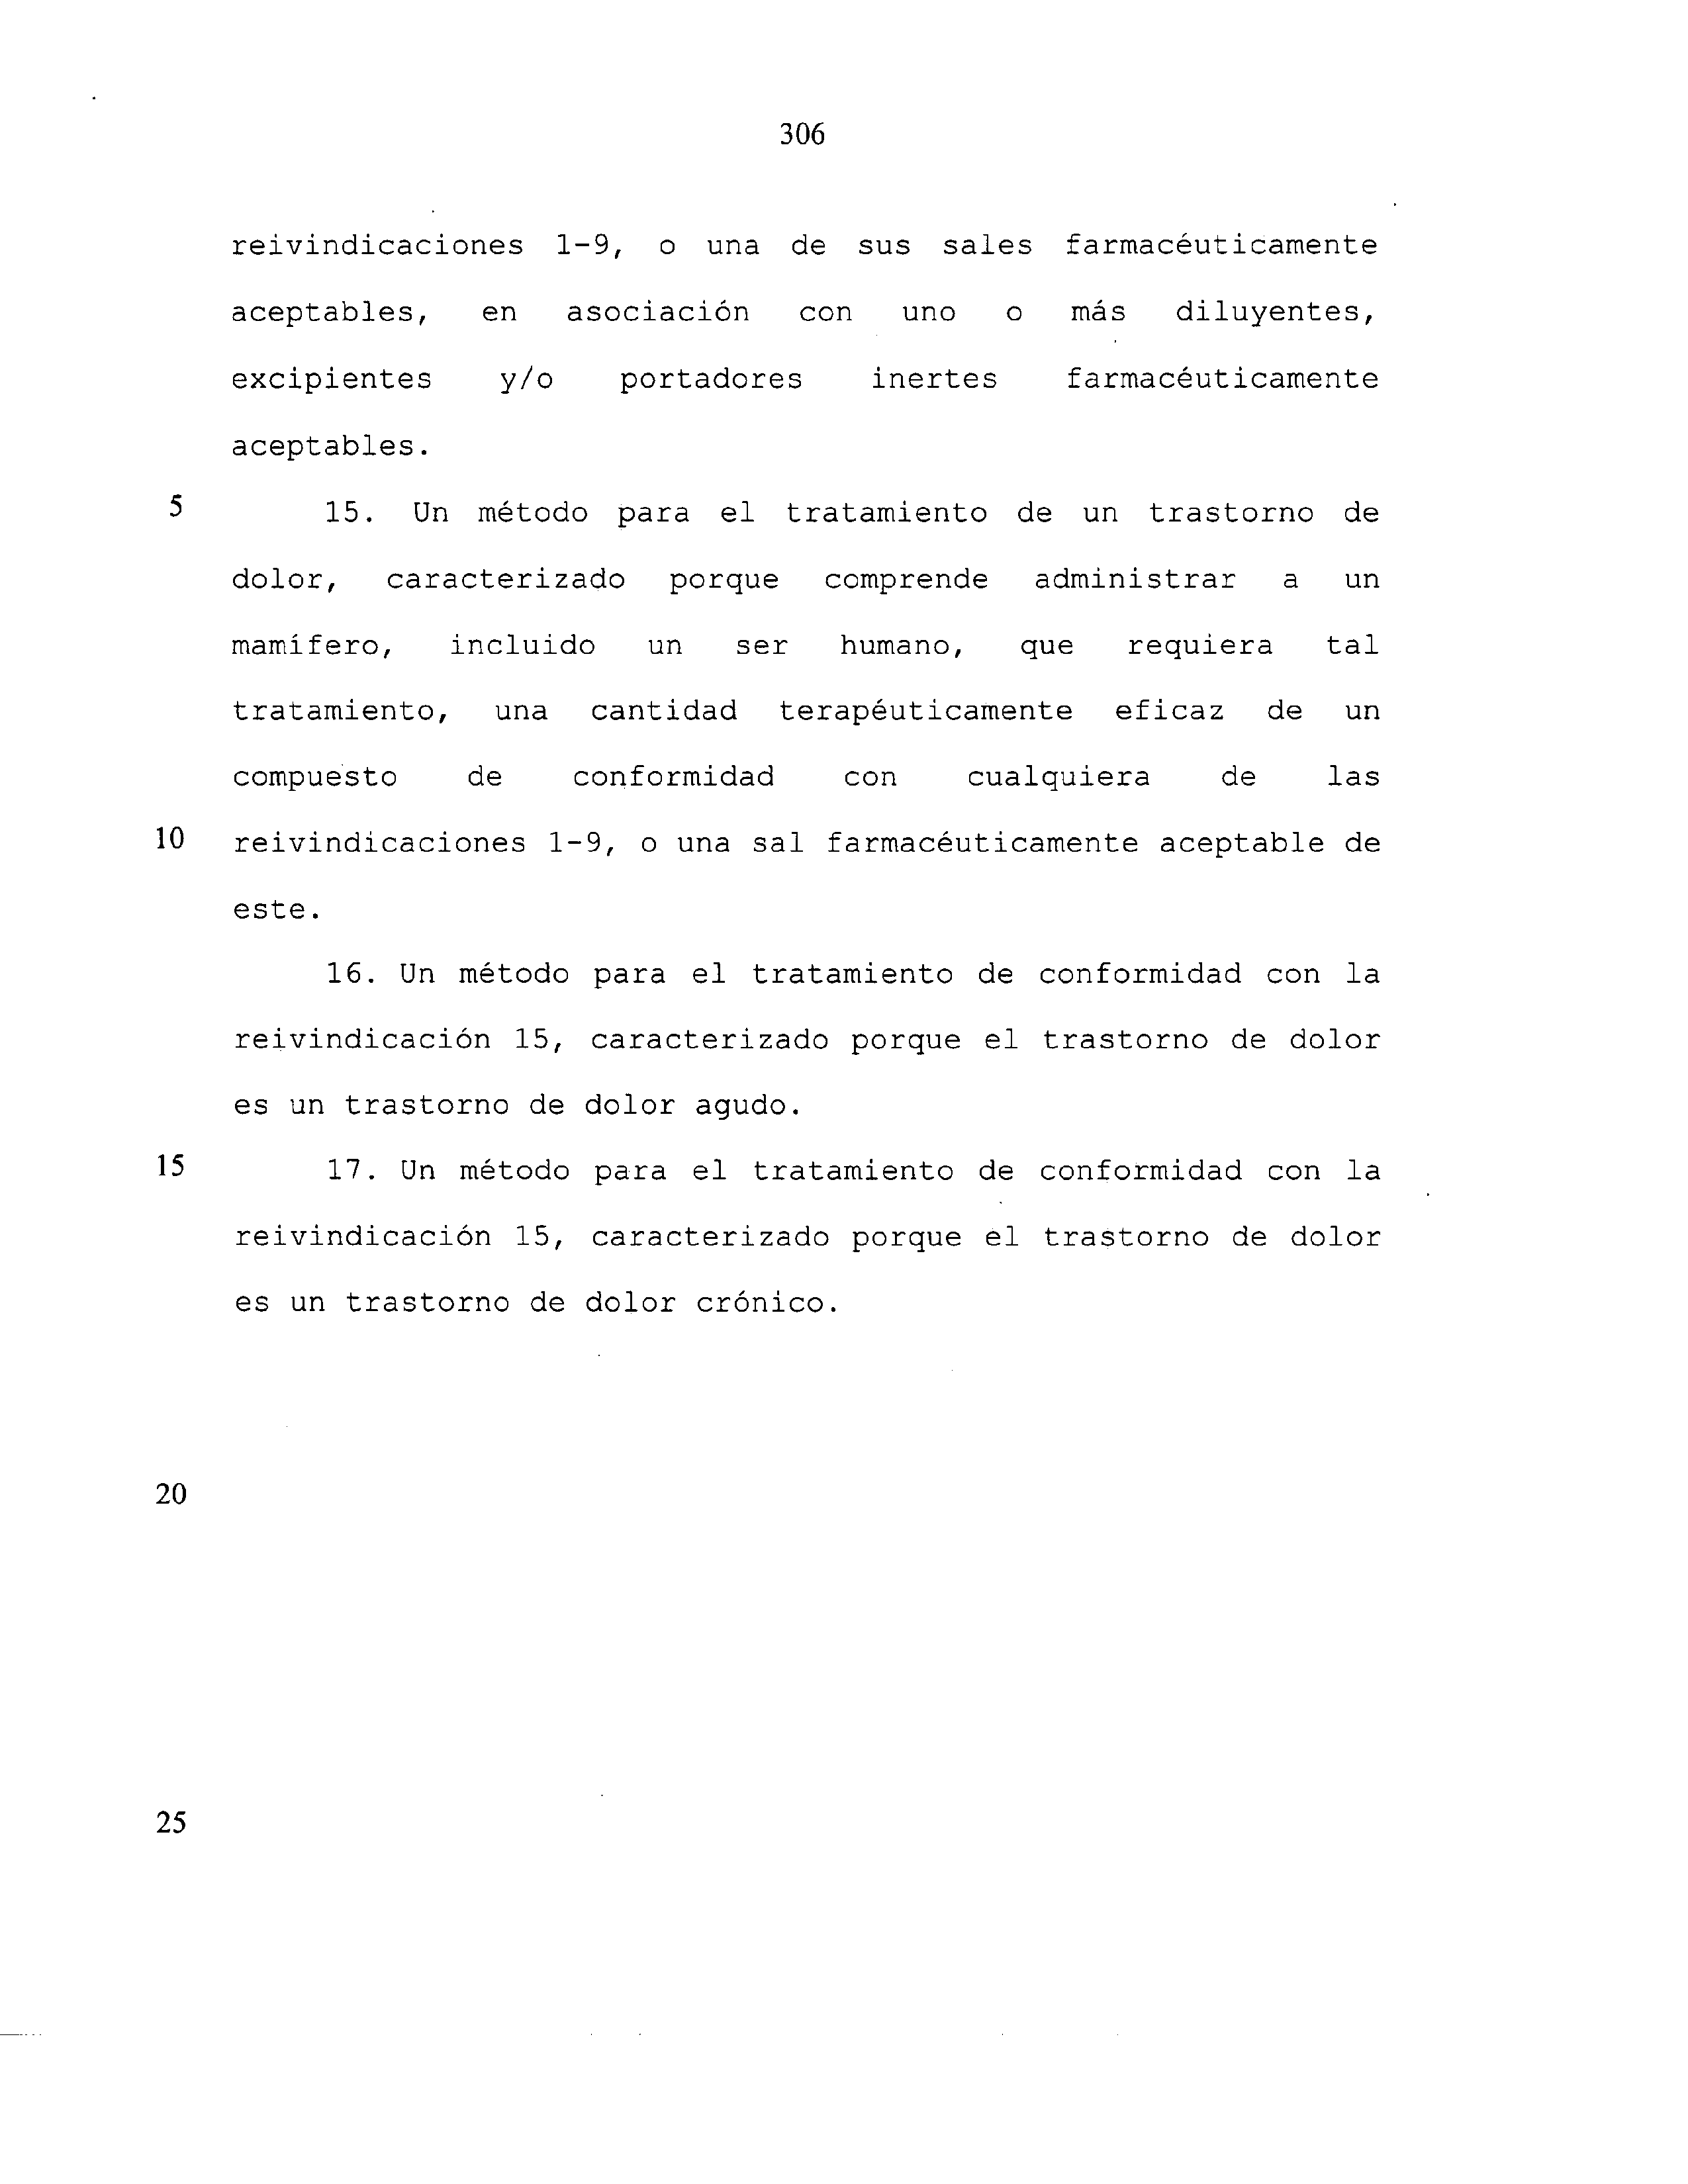 306
reivindicaciones 1-9, o una de sus sales farmacéuticamente
aceptables, en asociación con uno o más diluyentes,
excipientes y/o portadores inertes farmacéuticamente
aceptables.
5 15. Un método para el tratamiento de un trastorno de
dolor, caracterizado porque comprende administrar a un
mamífero, incluido un ser humano, que requiera tal
tratamiento, una cantidad terapéuticamente eficaz de un
compuesto de conformidad con cualquiera de las
10 reivindicaciones 1-9, o una sal farmacéuticamente aceptable de
este.
16. Un método para el tratamiento de conformidad con la
reivindicación 15, caracterizado porque el trastorno de dolor
es un trastorno de dolor agudo.
15 17. Un método para el tratamiento de conformidad con la
reivindicación 15, caracterizado porque el trastorno de dolor
es un trastorno de dolor crónico.
20
25